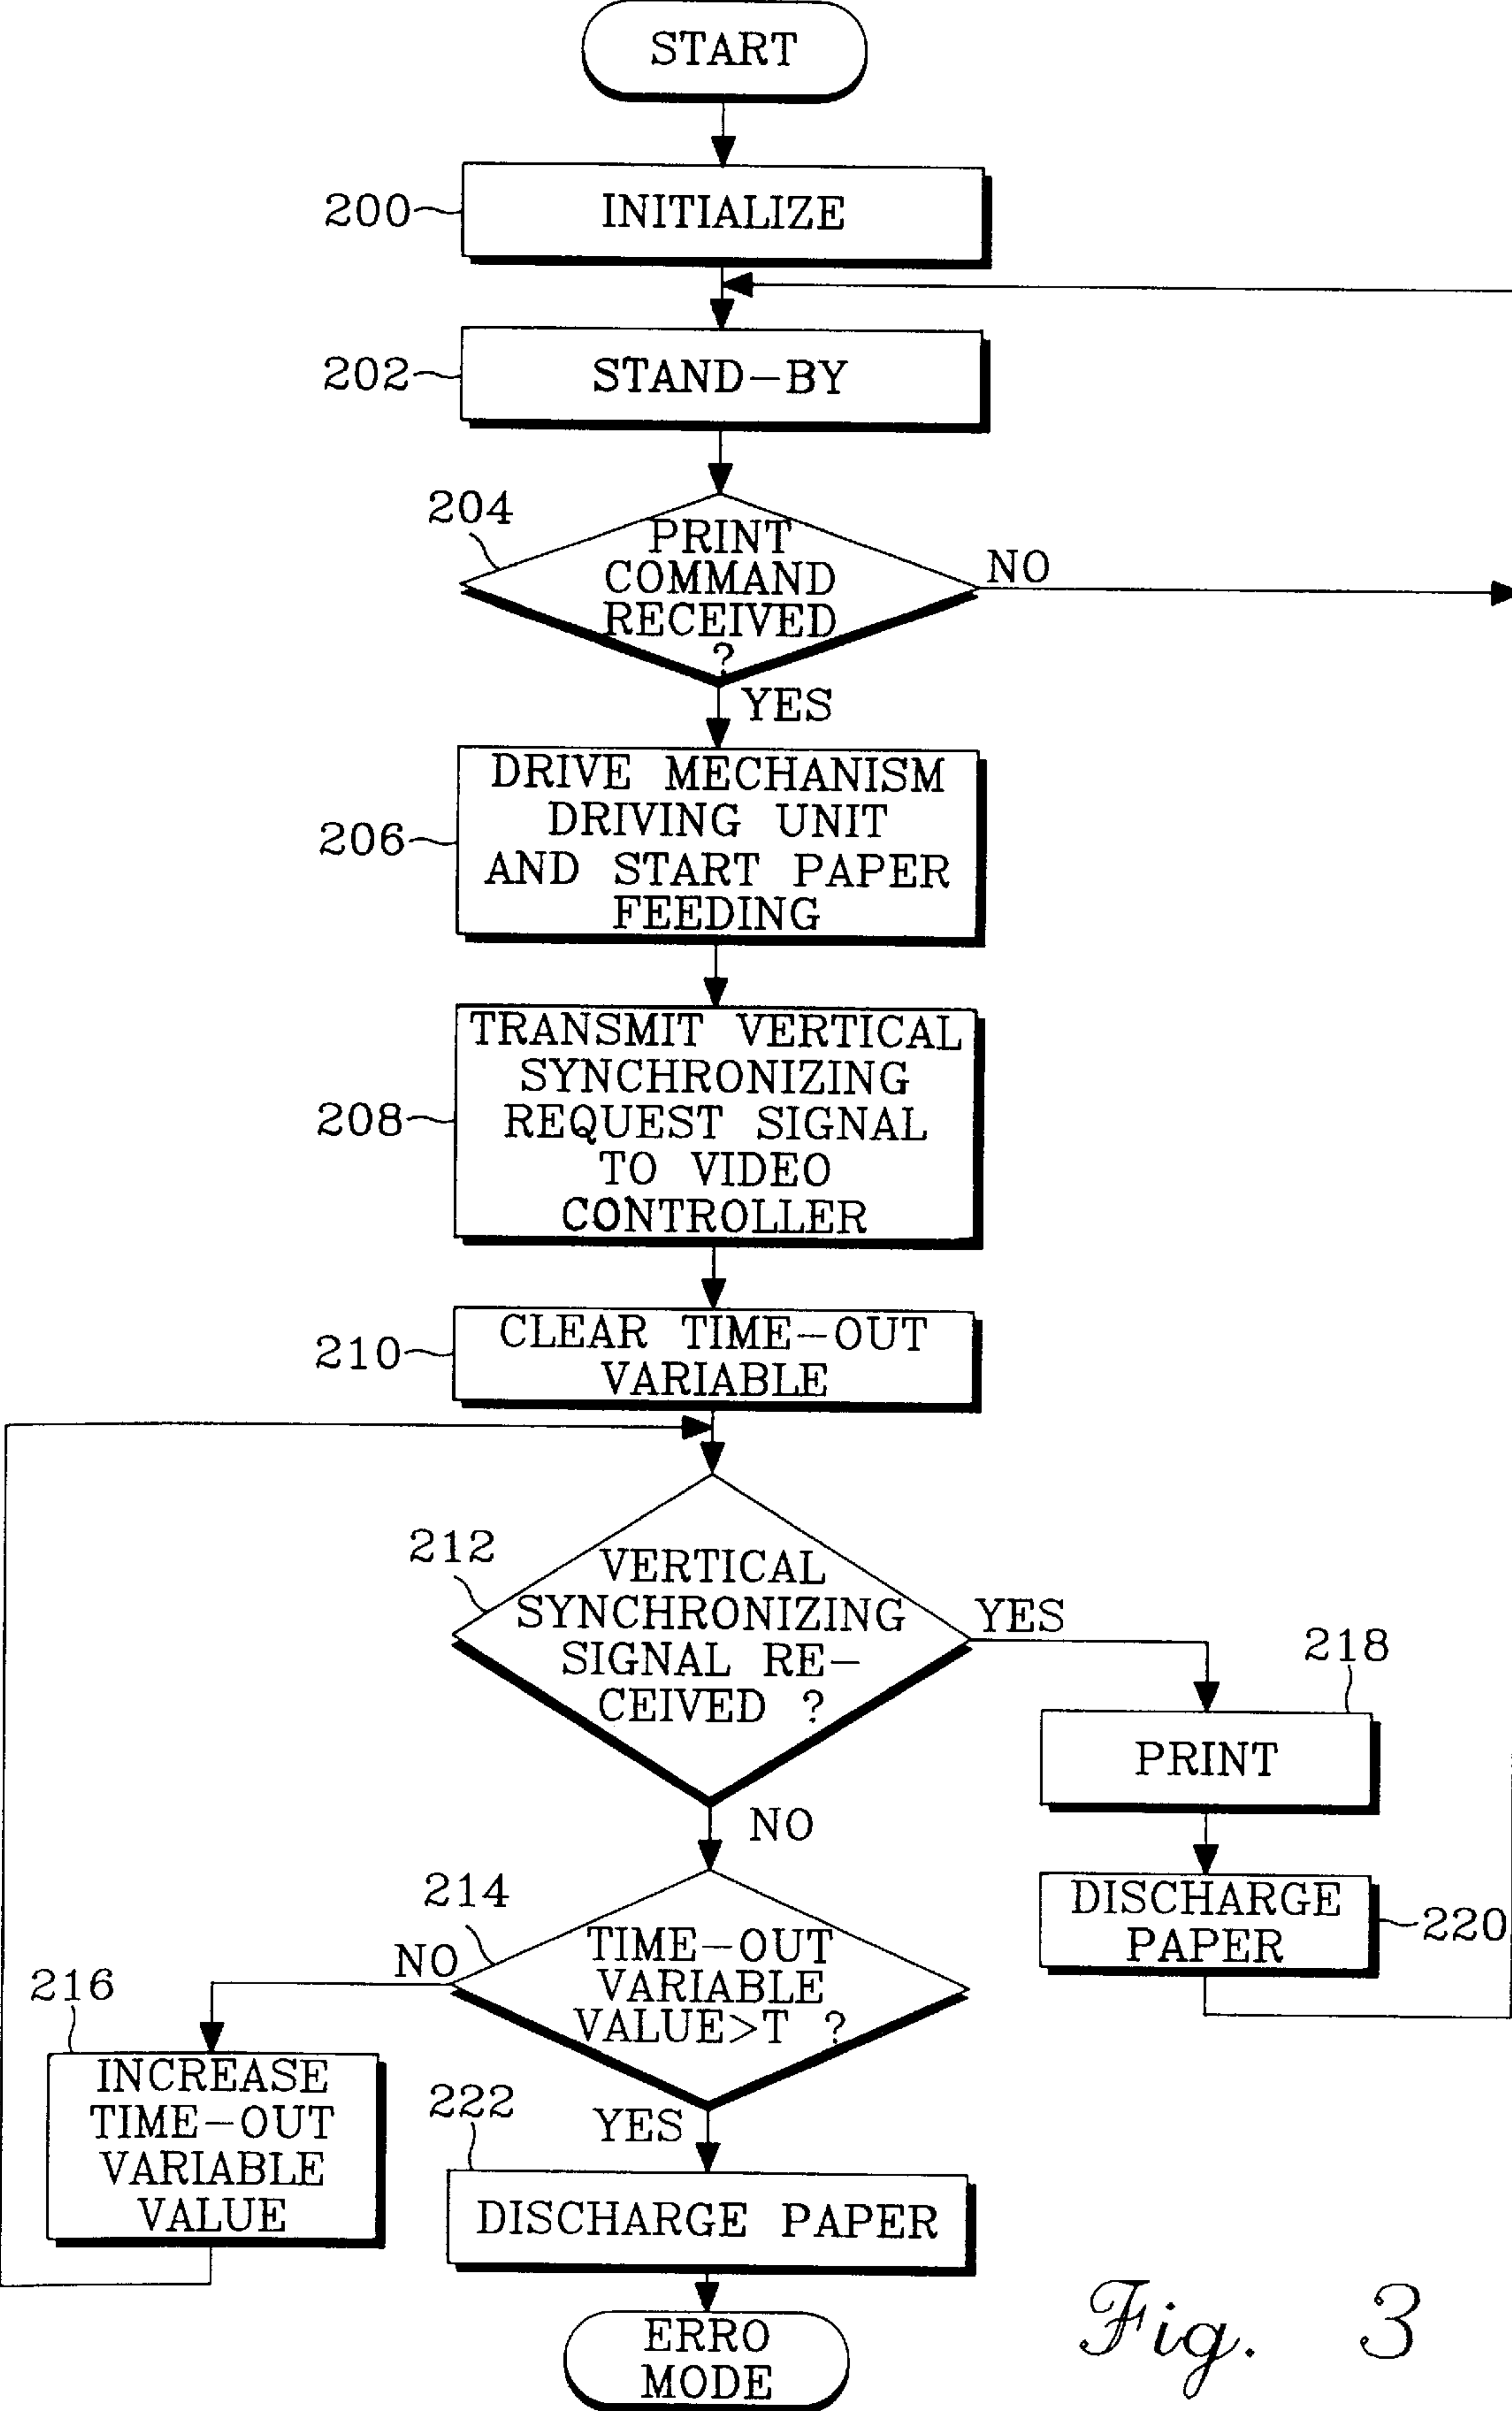 START
200
INITIALIZE
202
STAND-BY
204
PRINT
COMMAND
RECEIVED
?
NO
YES
206
DRIVE MECHANISM
DRIVING UNIT
AND START PAPER
FEEDING
208
TRANSMIT VERTICAL
SYNCHRONIZING
REQUEST SIGNAL
TO VIDEO
CONTROLLER
210
CLEAR TIME-OUT
VARIABLE
212
VERTICAL
SYNCHRONIZING
SIGNAL RE-
CEIVED ?
YES
218
PRINT
NO
DISCHARGE
PAPER
220
214
TIME-OUT
VARIABLE
VALUE>T ?
NO
216
INCREASE
TIME-OUT
VARIABLE
VALUE
YES
222
DISCHARGE PAPER
ERRO
MODE
Fig. 3